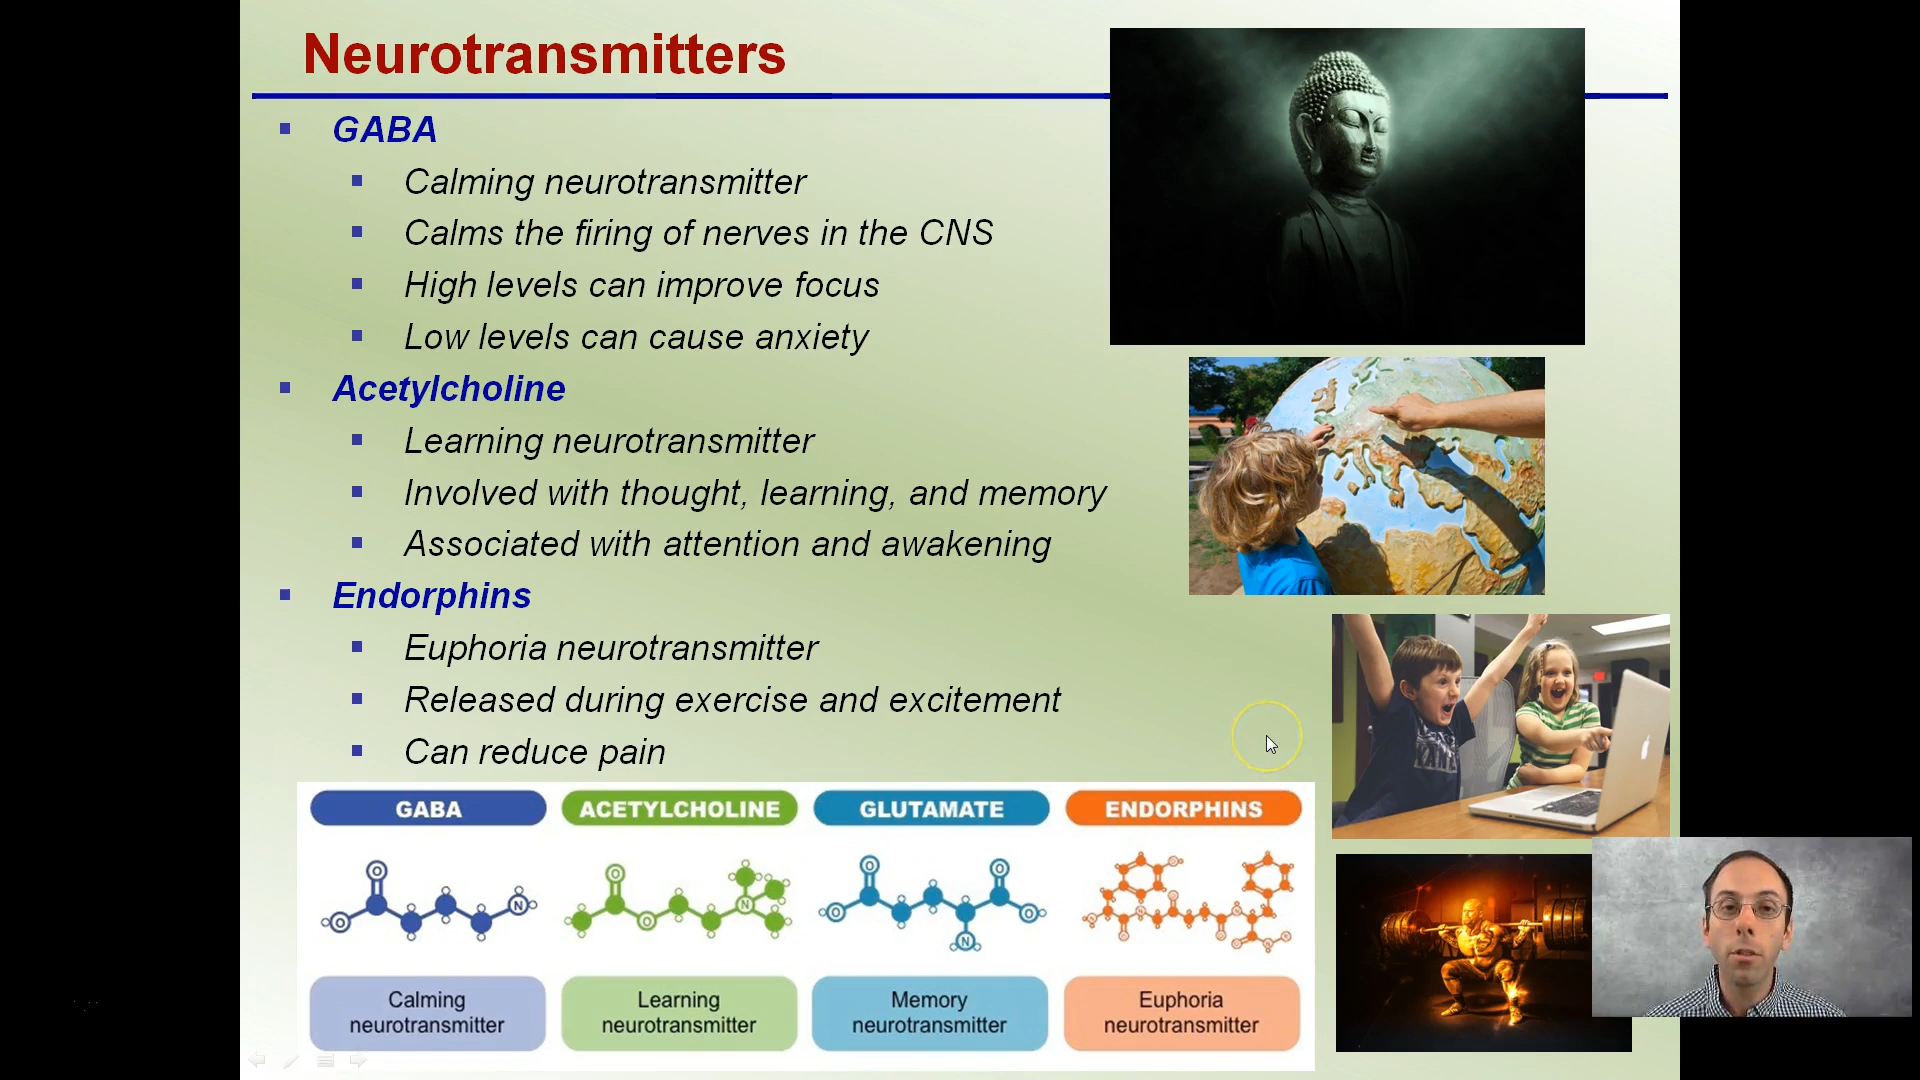 Neurotransmitters
GABA
Calming neurotransmitter
Calms the firing of nerves in the CNS
High levels can improve focus
Low levels can cause anxiety
Acetylcholine
Learning neurotransmitter
Involved with thought, learning, and memory
Associated with attention and awakening
Endorphins
Euphoria neurotransmitter
Released during exercise and excitement
Can reduce pain
GABA
O
O
N
Calming
neurotransmitter
ACETYLCHOLINE
O
O
N
Learning
neurotransmitter
GLUTAMATE
O
O
O
O
N
Memory
neurotransmitter
ENDORPHINS
Euphoria
neurotransmitter